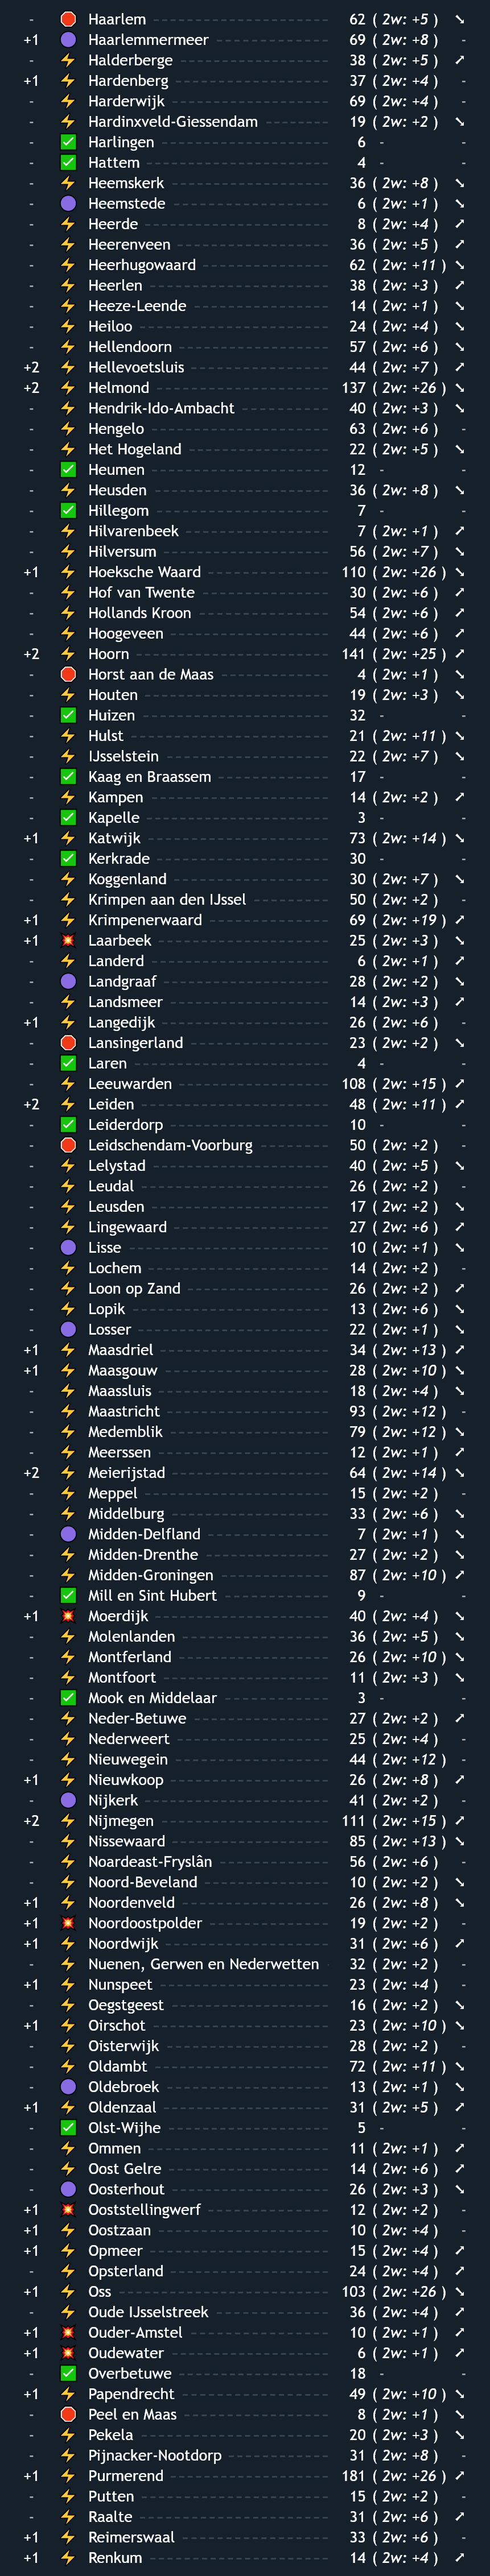 - 🛑 Haarlem 62 ( 2w: +5 ) ➘
+1 🟣 Haarlemmermeer 69 ( 2w: +8 ) -
- ⚡ Halderberge 38 ( 2w: +5 ) ➚
+1 ⚡ Hardenberg 37 ( 2w: +4 ) -
- ⚡ Harderwijk 69 ( 2w: +4 ) -
- ⚡ Hardinxveld-Giessendam 19 ( 2w: +2 ) ➘
- ✅ Harlingen 6 - -
- ✅ Hattem 4 - -
- ⚡ Heemskerk 36 ( 2w: +8 ) ➘
- 🟣 Heemstede 6 ( 2w: +1 ) ➘
- ⚡ Heerde 8 ( 2w: +4 ) ➚
- ⚡ Heerenveen 36 ( 2w: +5 ) ➚
- ⚡ Heerhugowaard 62 ( 2w: +11 ) ➘
- ⚡ Heerlen 38 ( 2w: +3 ) ➚
- ⚡ Heeze-Leende 14 ( 2w: +1 ) ➘
- ⚡ Heiloo 24 ( 2w: +4 ) ➘
- ⚡ Hellendoorn 57 ( 2w: +6 ) ➘
+2 ⚡ Hellevoetsluis 44 ( 2w: +7 ) ➚
+2 ⚡ Helmond 137 ( 2w: +26 ) ➘
- ⚡ Hendrik-Ido-Ambacht 40 ( 2w: +3 ) ➘
- ⚡ Hengelo 63 ( 2w: +6 ) -
- ⚡ Het Hogeland 22 ( 2w: +5 ) ➘
- ✅ Heumen 12 - -
- ⚡ Heusden 36 ( 2w: +8 ) ➘
- ✅ Hillegom 7 - -
- ⚡ Hilvarenbeek 7 ( 2w: +1 ) ➚
- ⚡ Hilversum 56 ( 2w: +7 ) ➘
+1 ⚡ Hoeksche Waard 110 ( 2w: +26 ) ➘
- ⚡ Hof van Twente 30 ( 2w: +6 ) ➚
- ⚡ Hollands Kroon 54 ( 2w: +6 ) ➚
- ⚡ Hoogeveen 44 ( 2w: +6 ) ➚
+2 ⚡ Hoorn 141 ( 2w: +25 ) ➚
- 🛑 Horst aan de Maas 4 ( 2w: +1 ) ➘
- ⚡ Houten 19 ( 2w: +3 ) ➘
- ✅ Huizen 32 - -
- ⚡ Hulst 21 ( 2w: +11 ) ➘
- ⚡ IJsselstein 22 ( 2w: +7 ) ➘
- ✅ Kaag en Braassem 17 - -
- ⚡ Kampen 14 ( 2w: +2 ) ➚
- ✅ Kapelle 3 - -
+1 ⚡ Katwijk 73 ( 2w: +14 ) ➘
- ✅ Kerkrade 30 - -
- ⚡ Koggenland 30 ( 2w: +7 ) ➘
- ⚡ Krimpen aan den IJssel 50 ( 2w: +2 ) -
+1 ⚡ Krimpenerwaard 69 ( 2w: +19 ) ➚
+1 💥 Laarbeek 25 ( 2w: +3 ) ➘
- ⚡ Landerd 6 ( 2w: +1 ) ➚
- 🟣 Landgraaf 28 ( 2w: +2 ) ➘
- ⚡ Landsmeer 14 ( 2w: +3 ) ➚
+1 ⚡ Langedijk 26 ( 2w: +6 ) -
- 🛑 Lansingerland 23 ( 2w: +2 ) ➘
- ✅ Laren 4 - -
- ⚡ Leeuwarden 108 ( 2w: +15 ) ➚
+2 ⚡ Leiden 48 ( 2w: +11 ) ➚
- ✅ Leiderdorp 10 - -
- 🛑 Leidschendam-Voorburg 50 ( 2w: +2 ) -
- ⚡ Lelystad 40 ( 2w: +5 ) ➘
- ⚡ Leudal 26 ( 2w: +2 ) -
- ⚡ Leusden 17 ( 2w: +2 ) ➘
- ⚡ Lingewaard 27 ( 2w: +6 ) ➚
- 🟣 Lisse 10 ( 2w: +1 ) ➘
- ⚡ Lochem 14 ( 2w: +2 ) -
- ⚡ Loon op Zand 26 ( 2w: +2 ) ➚
- ⚡ Lopik 13 ( 2w: +6 ) ➘
- 🟣 Losser 22 ( 2w: +1 ) ➘
+1 ⚡ Maasdriel 34 ( 2w: +13 ) ➚
+1 ⚡ Maasgouw 28 ( 2w: +10 ) ➘
- ⚡ Maassluis 18 ( 2w: +4 ) ➘
- ⚡ Maastricht 93 ( 2w: +12 ) -
- ⚡ Medemblik 79 ( 2w: +12 ) ➘
- ⚡ Meerssen 12 ( 2w: +1 ) ➚
+2 ⚡ Meierijstad 64 ( 2w: +14 ) ➘
- ⚡ Meppel 15 ( 2w: +2 ) -
- ⚡ Middelburg 33 ( 2w: +6 ) ➘
- 🟣 Midden-Delfland 7 ( 2w: +1 ) ➘
- ⚡ Midden-Drenthe 27 ( 2w: +2 ) ➘
- ⚡ Midden-Groningen 87 ( 2w: +10 ) ➚
- ✅ Mill en Sint Hubert 9 - -
+1 💥 Moerdijk 40 ( 2w: +4 ) ➘
- ⚡ Molenlanden 36 ( 2w: +5 ) ➘
- ⚡ Montferland 26 ( 2w: +10 ) ➘
- ⚡ Montfoort 11 ( 2w: +3 ) ➘
- ✅ Mook en Middelaar 3 - -
- ⚡ Neder-Betuwe 27 ( 2w: +2 ) ➚
- ⚡ Nederweert 25 ( 2w: +4 ) -
- ⚡ Nieuwegein 44 ( 2w: +12 ) -
+1 ⚡ Nieuwkoop 26 ( 2w: +8 ) ➚
- 🟣 Nijkerk 41 ( 2w: +2 ) -
+2 ⚡ Nijmegen 111 ( 2w: +15 ) ➚
- ⚡ Nissewaard 85 ( 2w: +13 ) ➘
- ⚡ Noardeast-Fryslân 56 ( 2w: +6 ) -
- ⚡ Noord-Beveland 10 ( 2w: +2 ) ➘
+1 ⚡ Noordenveld 26 ( 2w: +8 ) ➘
+1 💥 Noordoostpolder 19 ( 2w: +2 ) -
+1 ⚡ Noordwijk 31 ( 2w: +6 ) ➚
- ⚡ Nuenen, Gerwen en Nederwetten 32 ( 2w: +2 ) -
+1 ⚡ Nunspeet 23 ( 2w: +4 ) -
- ⚡ Oegstgeest 16 ( 2w: +2 ) ➘
+1 ⚡ Oirschot 23 ( 2w: +10 ) ➘
- ⚡ Oisterwijk 28 ( 2w: +2 ) -
- ⚡ Oldambt 72 ( 2w: +11 ) ➘
- 🟣 Oldebroek 13 ( 2w: +1 ) ➘
+1 ⚡ Oldenzaal 31 ( 2w: +5 ) ➚
- ✅ Olst-Wijhe 5 - -
- ⚡ Ommen 11 ( 2w: +1 ) ➚
- ⚡ Oost Gelre 14 ( 2w: +6 ) ➚
- 🟣 Oosterhout 26 ( 2w: +3 ) ➘
+1 💥 Ooststellingwerf 12 ( 2w: +2 ) -
+1 ⚡ Oostzaan 10 ( 2w: +4 ) -
+1 ⚡ Opmeer 15 ( 2w: +4 ) ➚
- ⚡ Opsterland 24 ( 2w: +4 ) ➚
+1 ⚡ Oss 103 ( 2w: +26 ) ➘
- ⚡ Oude IJsselstreek 36 ( 2w: +4 ) ➚
+1 💥 Ouder-Amstel 10 ( 2w: +1 ) ➚
+1 💥 Oudewater 6 ( 2w: +1 ) ➚
- ✅ Overbetuwe 18 - -
+1 ⚡ Papendrecht 49 ( 2w: +10 ) ➘
- 🛑 Peel en Maas 8 ( 2w: +1 ) ➘
- ⚡ Pekela 20 ( 2w: +3 ) ➘
- ⚡ Pijnacker-Nootdorp 31 ( 2w: +8 ) -
+1 ⚡ Purmerend 181 ( 2w: +26 ) ➚
- ⚡ Putten 15 ( 2w: +2 ) -
- ⚡ Raalte 31 ( 2w: +6 ) ➚
+1 ⚡ Reimerswaal 33 ( 2w: +6 ) -
+1 ⚡ Renkum 14 ( 2w: +4 ) ➚